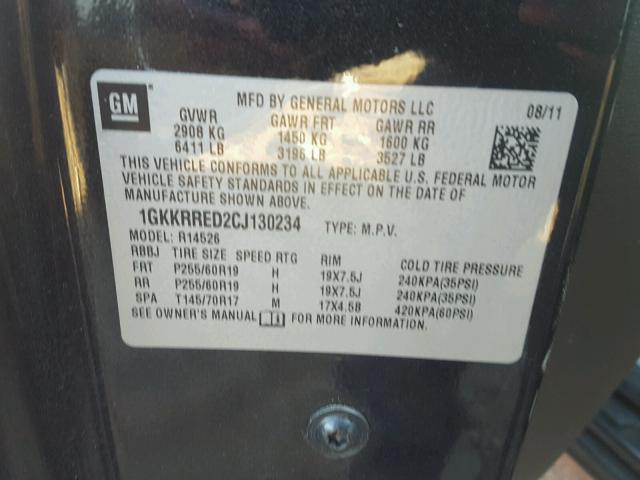 GM
MFD BY GENERAL MOTORS LLC 08/11
GVWR GAWR FRT GAWR RR
2908 KG 1450 KG 1600 KG
6411 LB 3196 LB 3527 LB
THIS VEHICLE CONFORMS TO ALL APPLICABLE U.S. FEDERAL MOTOR
VEHICLE SAFETY STANDARDS IN EFFECT ON THE DATE OF
MANUFACTURE SHOWN ABOVE.
1GKKRRED2CJ130234 TYPE: M.P.V.
MODEL: R14526
RBBJ TIRE SIZE SPEED RTG RIM COLD TIRE PRESSURE
FRT P255/60R19 H 19X7.5J 240KPA(35PSI)
RR P255/60R19 H 19X7.5J 240KPA(35PSI)
SPA T145/70R17 M 17X4.5B 420KPA(60PSI)
SEE OWNER'S MANUAL FOR MORE INFORMATION.